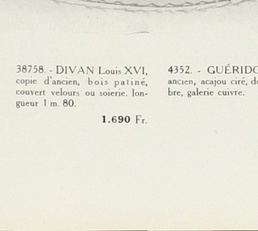 38758. - DIVAN Louis XVI,
copie d'ancien, bois patiné,
couvert velours ou soierie. lon-
gueur 1 m. 80.
1.690 Fr.
4352. - GUÉRIDO
ancien, acajou ciré, d
bre, galerie cuivre.